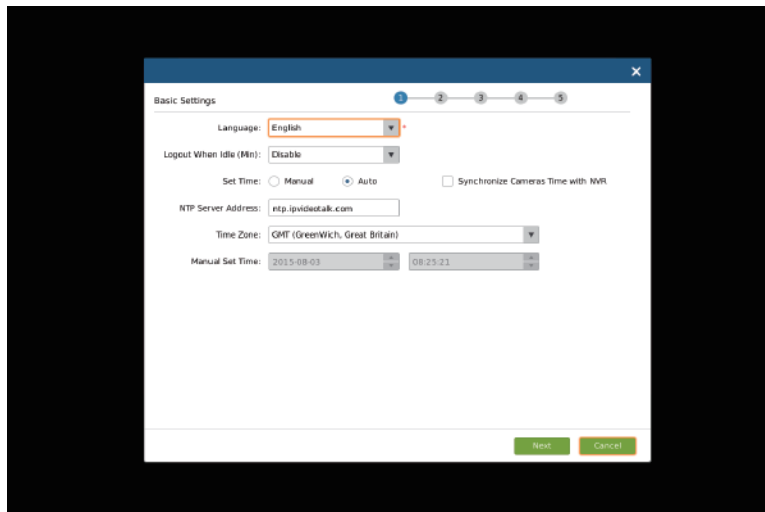 Basic Settings 1 2 3 4 5
Language: English *
Logout When Idle (Min): Disable
Set Time: Manual Auto Synchronize Cameras Time with NVR
NTP Server Address: ntp.ipvideotalk.com
Time Zone: GMT (GreenWich, Great Britain)
Manual Set Time: 2015-08-03 08:25:21
Next Cancel